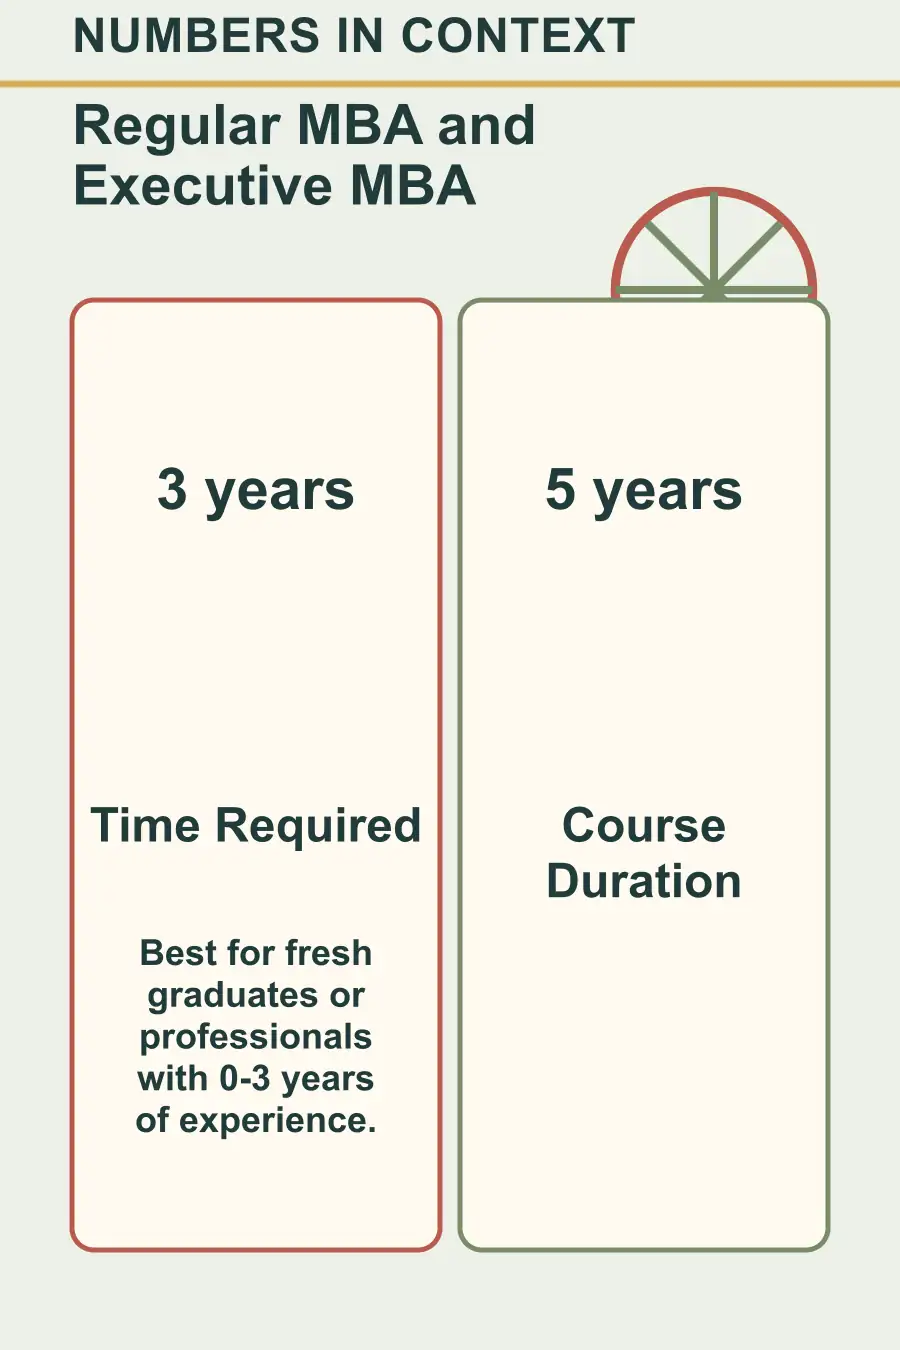 NUMBERS IN CONTEXT
Regular MBA and
Executive MBA
3 years
Time Required
Best for fresh
graduates or
professionals
with 0-3 years
of experience.
5 years
Course
Duration